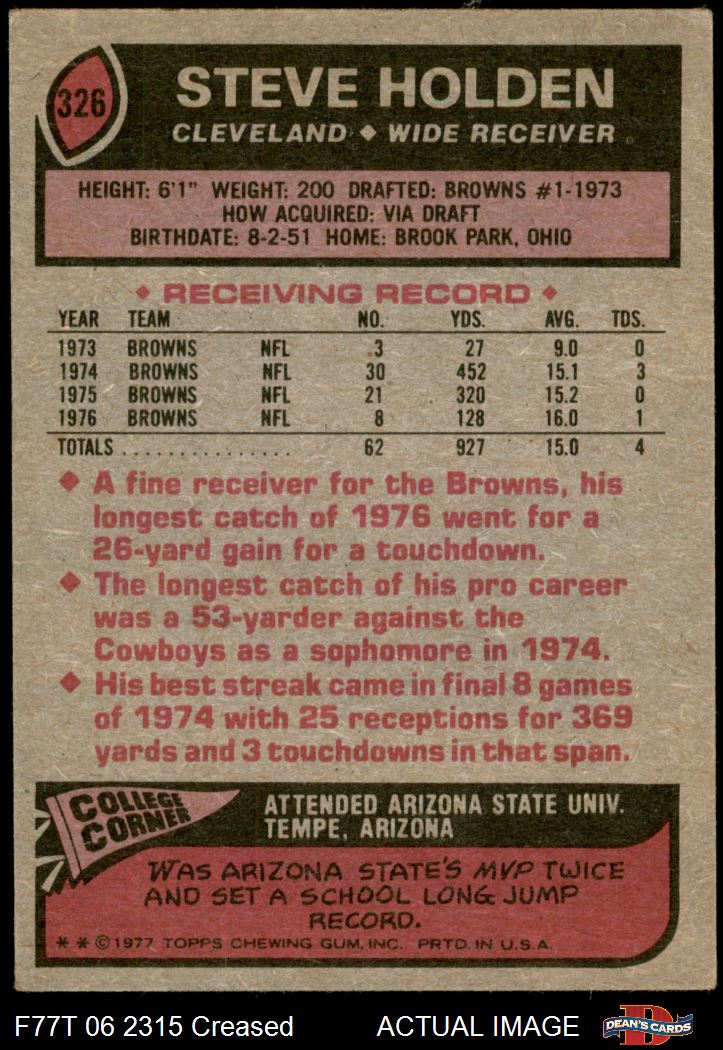 326
STEVE HOLDEN
CLEVELAND ◆ WIDE RECEIVER
HEIGHT: 6'1" WEIGHT: 200 DRAFTED: BROWNS #1-1973
HOW ACQUIRED: VIA DRAFT
BIRTHDATE: 8-2-51 HOME: BROOK PARK, OHIO
◆ RECEIVING RECORD ◆
YEAR TEAM NO. YDS. AVG. TDS.
1973 BROWNS NFL 3 27 9.0 0
1974 BROWNS NFL 30 452 15.1 3
1975 BROWNS NFL 21 320 15.2 0
1976 BROWNS NFL 8 128 16.0 1
TOTALS ............... 62 927 15.0 4
◆ A fine receiver for the Browns, his
longest catch of 1976 went for a
26-yard gain for a touchdown.
◆ The longest catch of his pro career
was a 53-yarder against the
Cowboys as a sophomore in 1974.
◆ His best streak came in final 8 games
of 1974 with 25 receptions for 369
yards and 3 touchdowns in that span.
COLLEGE
CORNER
ATTENDED ARIZONA STATE UNIV.
TEMPE, ARIZONA
WAS ARIZONA STATE'S MVP TWICE
AND SET A SCHOOL LONG JUMP
RECORD.
* * © 1977 TOPPS CHEWING GUM, INC. PRTD. IN U.S.A.
F77T 06 2315 Creased ACTUAL IMAGE
DEAN'S CARDS